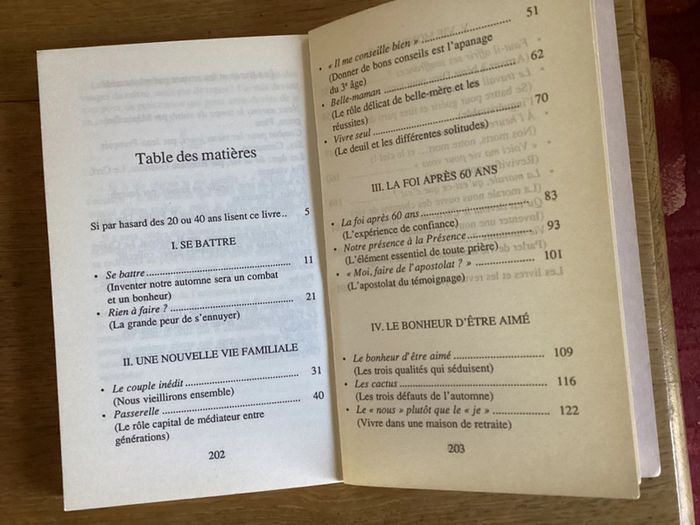 Table des matières
Si par hasard des 20 ou 40 ans lisent ce livre.. 5
I. SE BATTRE
• Se battre ........ 11
(Inventer notre automne sera un combat
et un bonheur)
• Rien à faire ? ........ 21
(La grande peur de s'ennuyer)
II. UNE NOUVELLE VIE FAMILIALE
• Le couple inédit ........ 31
(Nous vieillirons ensemble)
• Passerelle ........ 40
(Le rôle capital de médiateur entre
générations)
202
• « Il me conseille bien » ........ 51
(Donner de bons conseils est l'apanage
du 3e âge)
• Belle-maman ........ 62
(Le rôle délicat de belle-mère et les
réussites)
• Vivre seul ........ 70
(Le deuil et les différentes solitudes)
III. LA FOI APRÈS 60 ANS
• La foi après 60 ans ........ 83
(L'expérience de confiance)
• Notre présence à la Présence ........ 93
(L'élément essentiel de toute prière)
• « Moi, faire de l'apostolat ? » ........ 101
(L'apostolat du témoignage)
IV. LE BONHEUR D'ÊTRE AIMÉ
• Le bonheur d'être aimé ........ 109
(Les trois qualités qui séduisent)
• Les cactus ........ 116
(Les trois défauts de l'automne)
• Le « nous » plutôt que le « je » ........ 122
(Vivre dans une maison de retraite)
203